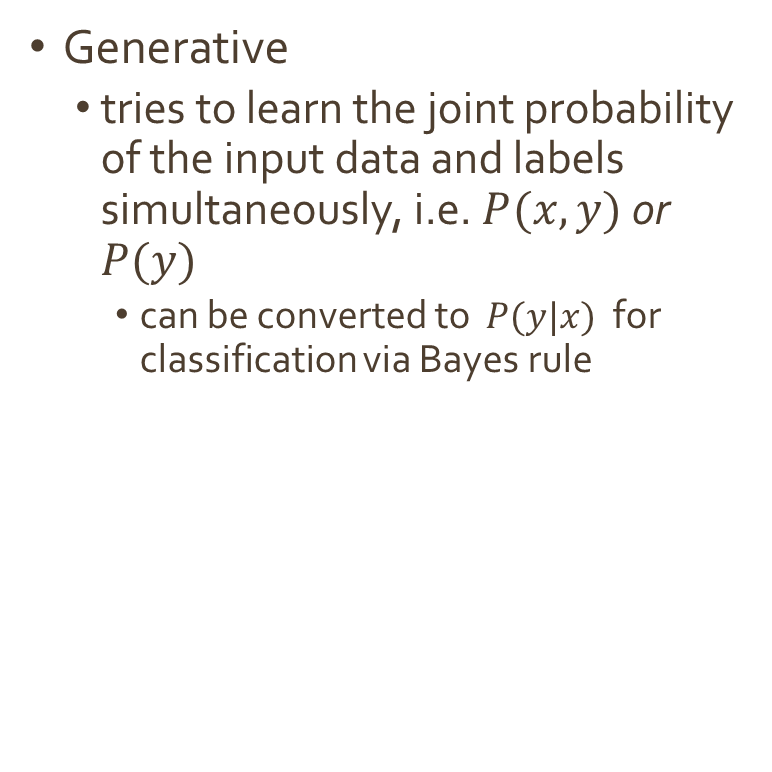 • Generative
• tries to learn the joint probability
of the input data and labels
simultaneously, i.e. P(x, y) or
P(y)
• can be converted to P(y|x) for
classification via Bayes rule